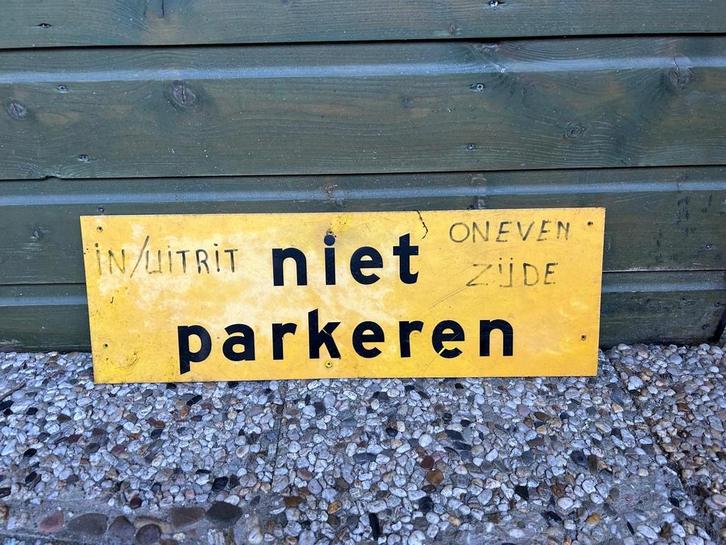 iN/UiTRiT niet ONEVEN
ZIJDE
parkeren